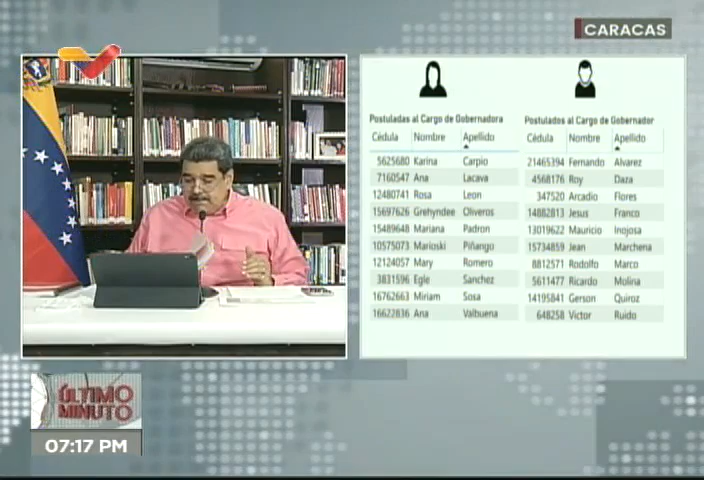 CARACAS
Postuladas al Cargo de Gobernadora
Cédula Nombre Apellido
5625680 Karina Carpio
7160547 Ana Lacava
12480741 Rosa Leon
15697626 Grehyndee Oliveros
15489648 Mariana Padron
10575073 Marioski Piñango
12124057 Mary Romero
3831596 Egle Sanchez
16762663 Miriam Sosa
16622836 Ana Valbuena
Postulados al Cargo de Gobernador
Cédula Nombre Apellido
21465394 Fernando Alvarez
4568176 Roy Daza
347520 Arcadio Flores
14882813 Jesus Franco
13019622 Mauricio Inojosa
15734859 Jean Marchena
8812571 Rodolfo Marco
5611477 Ricardo Molina
14195841 Gerson Quiroz
648258 Victor Ruido
ÚLTIMO
MINUTO
07:17 PM